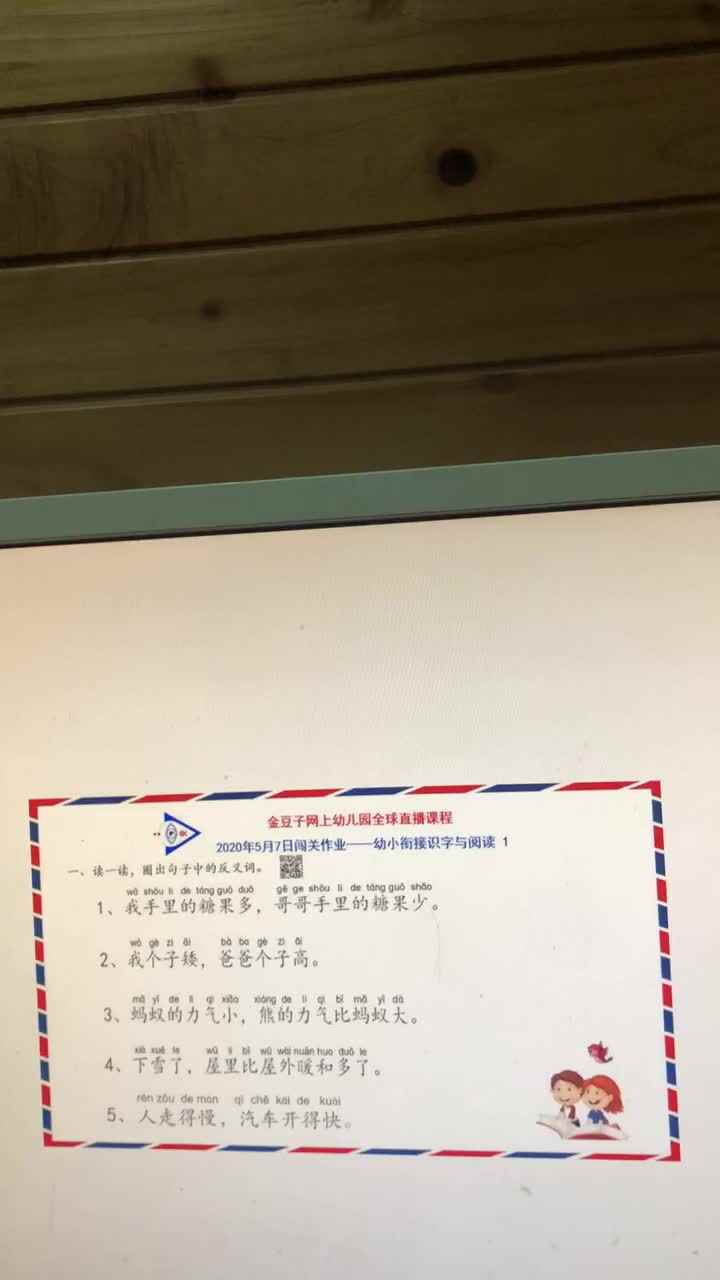 金豆子网上幼儿园全球直播课程
2020年5月7日闯关作业——幼小衔接识字与阅读 1
一、读一读，圈出句子中的反义词。
wǒ shǒu li de táng guǒ duō gē ge shǒu li de táng guǒ shǎo
1、我手里的糖果多，哥哥手里的糖果少。
wǒ gè zi ǎi bà ba gè zi ǎi
2、我个子矮，爸爸个子高。
mǎ yǐ de lì qì xiǎo xióng de lì qì bǐ mǎ yǐ dà
3、蚂蚁的力气小，熊的力气比蚂蚁大。
xià xuě le wū lǐ bǐ wū wài nuǎn huo duō le
4、下雪了，屋里比屋外暖和多了。
rén zǒu de màn qì chē kāi de kuài
5、人走得慢，汽车开得快。